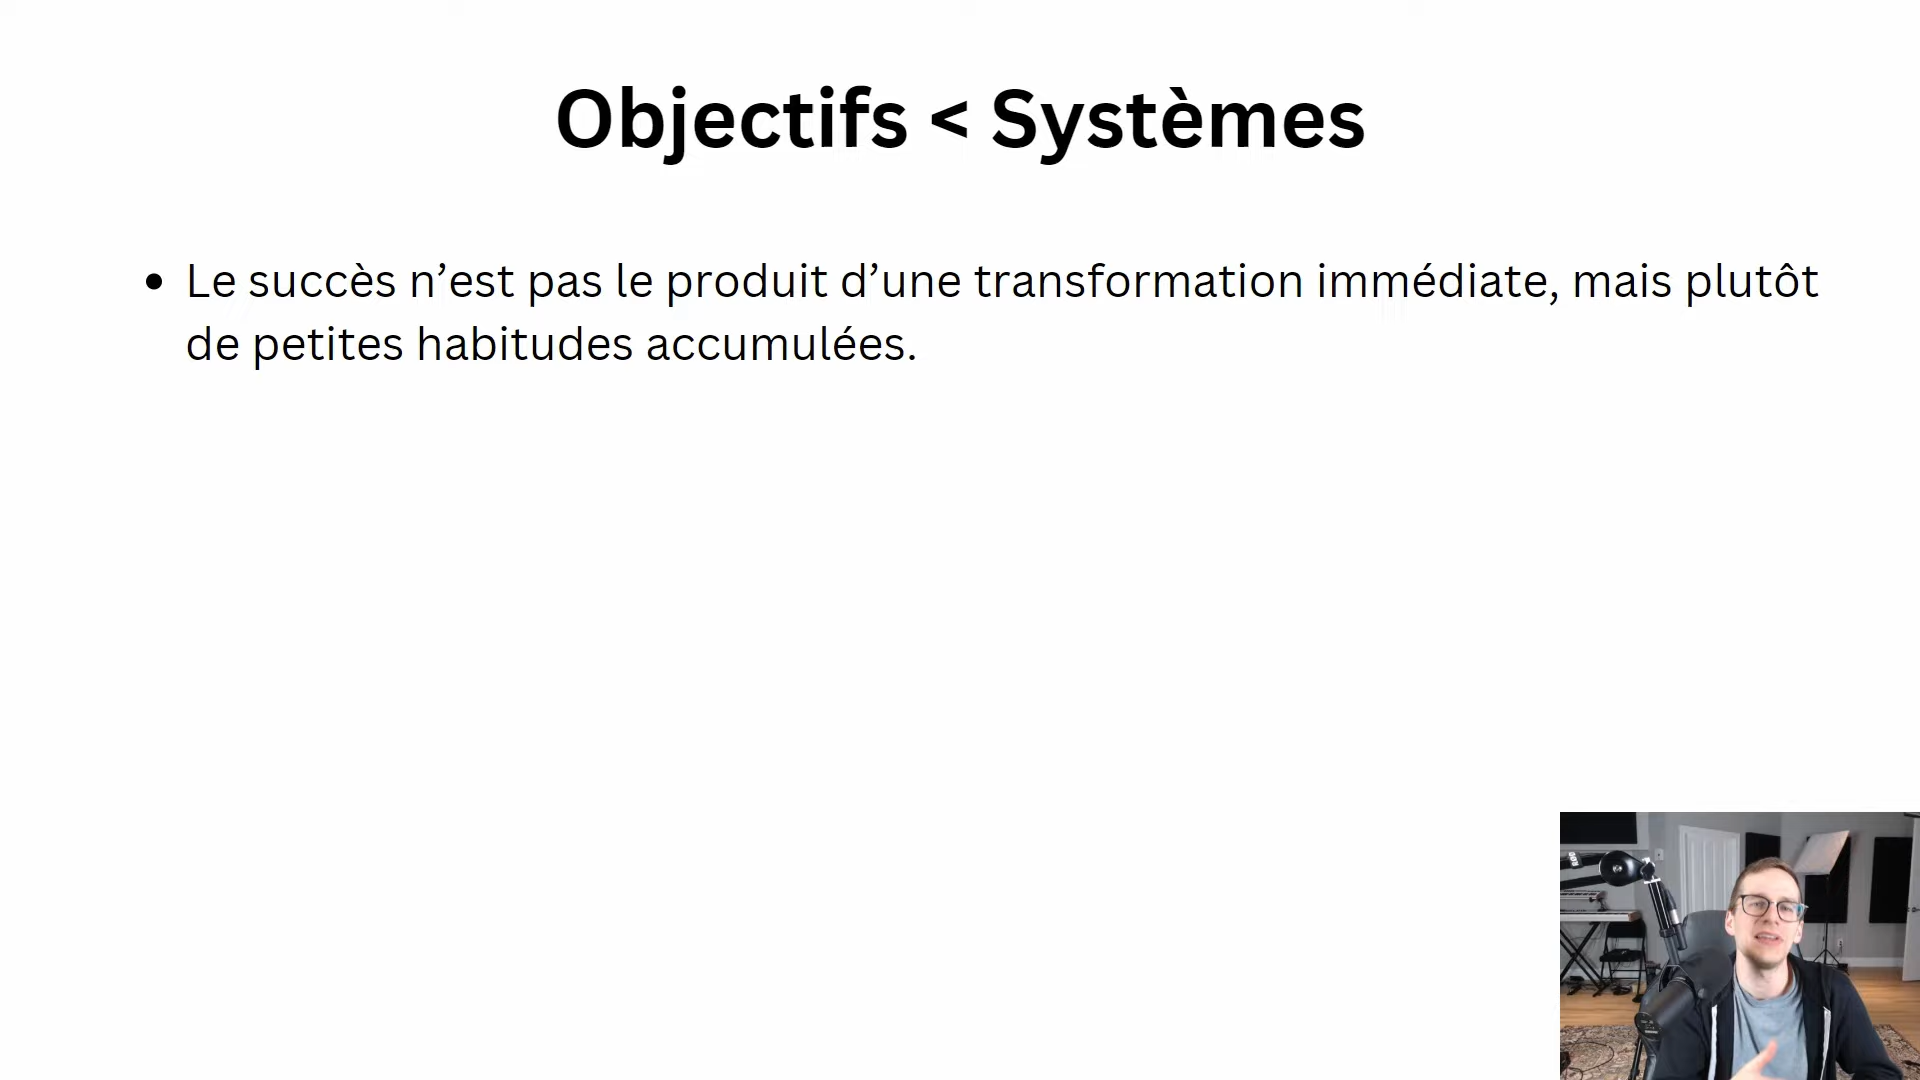 Objectifs < Systèmes
• Le succès n’est pas le produit d’une transformation immédiate, mais plutôt
de petites habitudes accumulées.